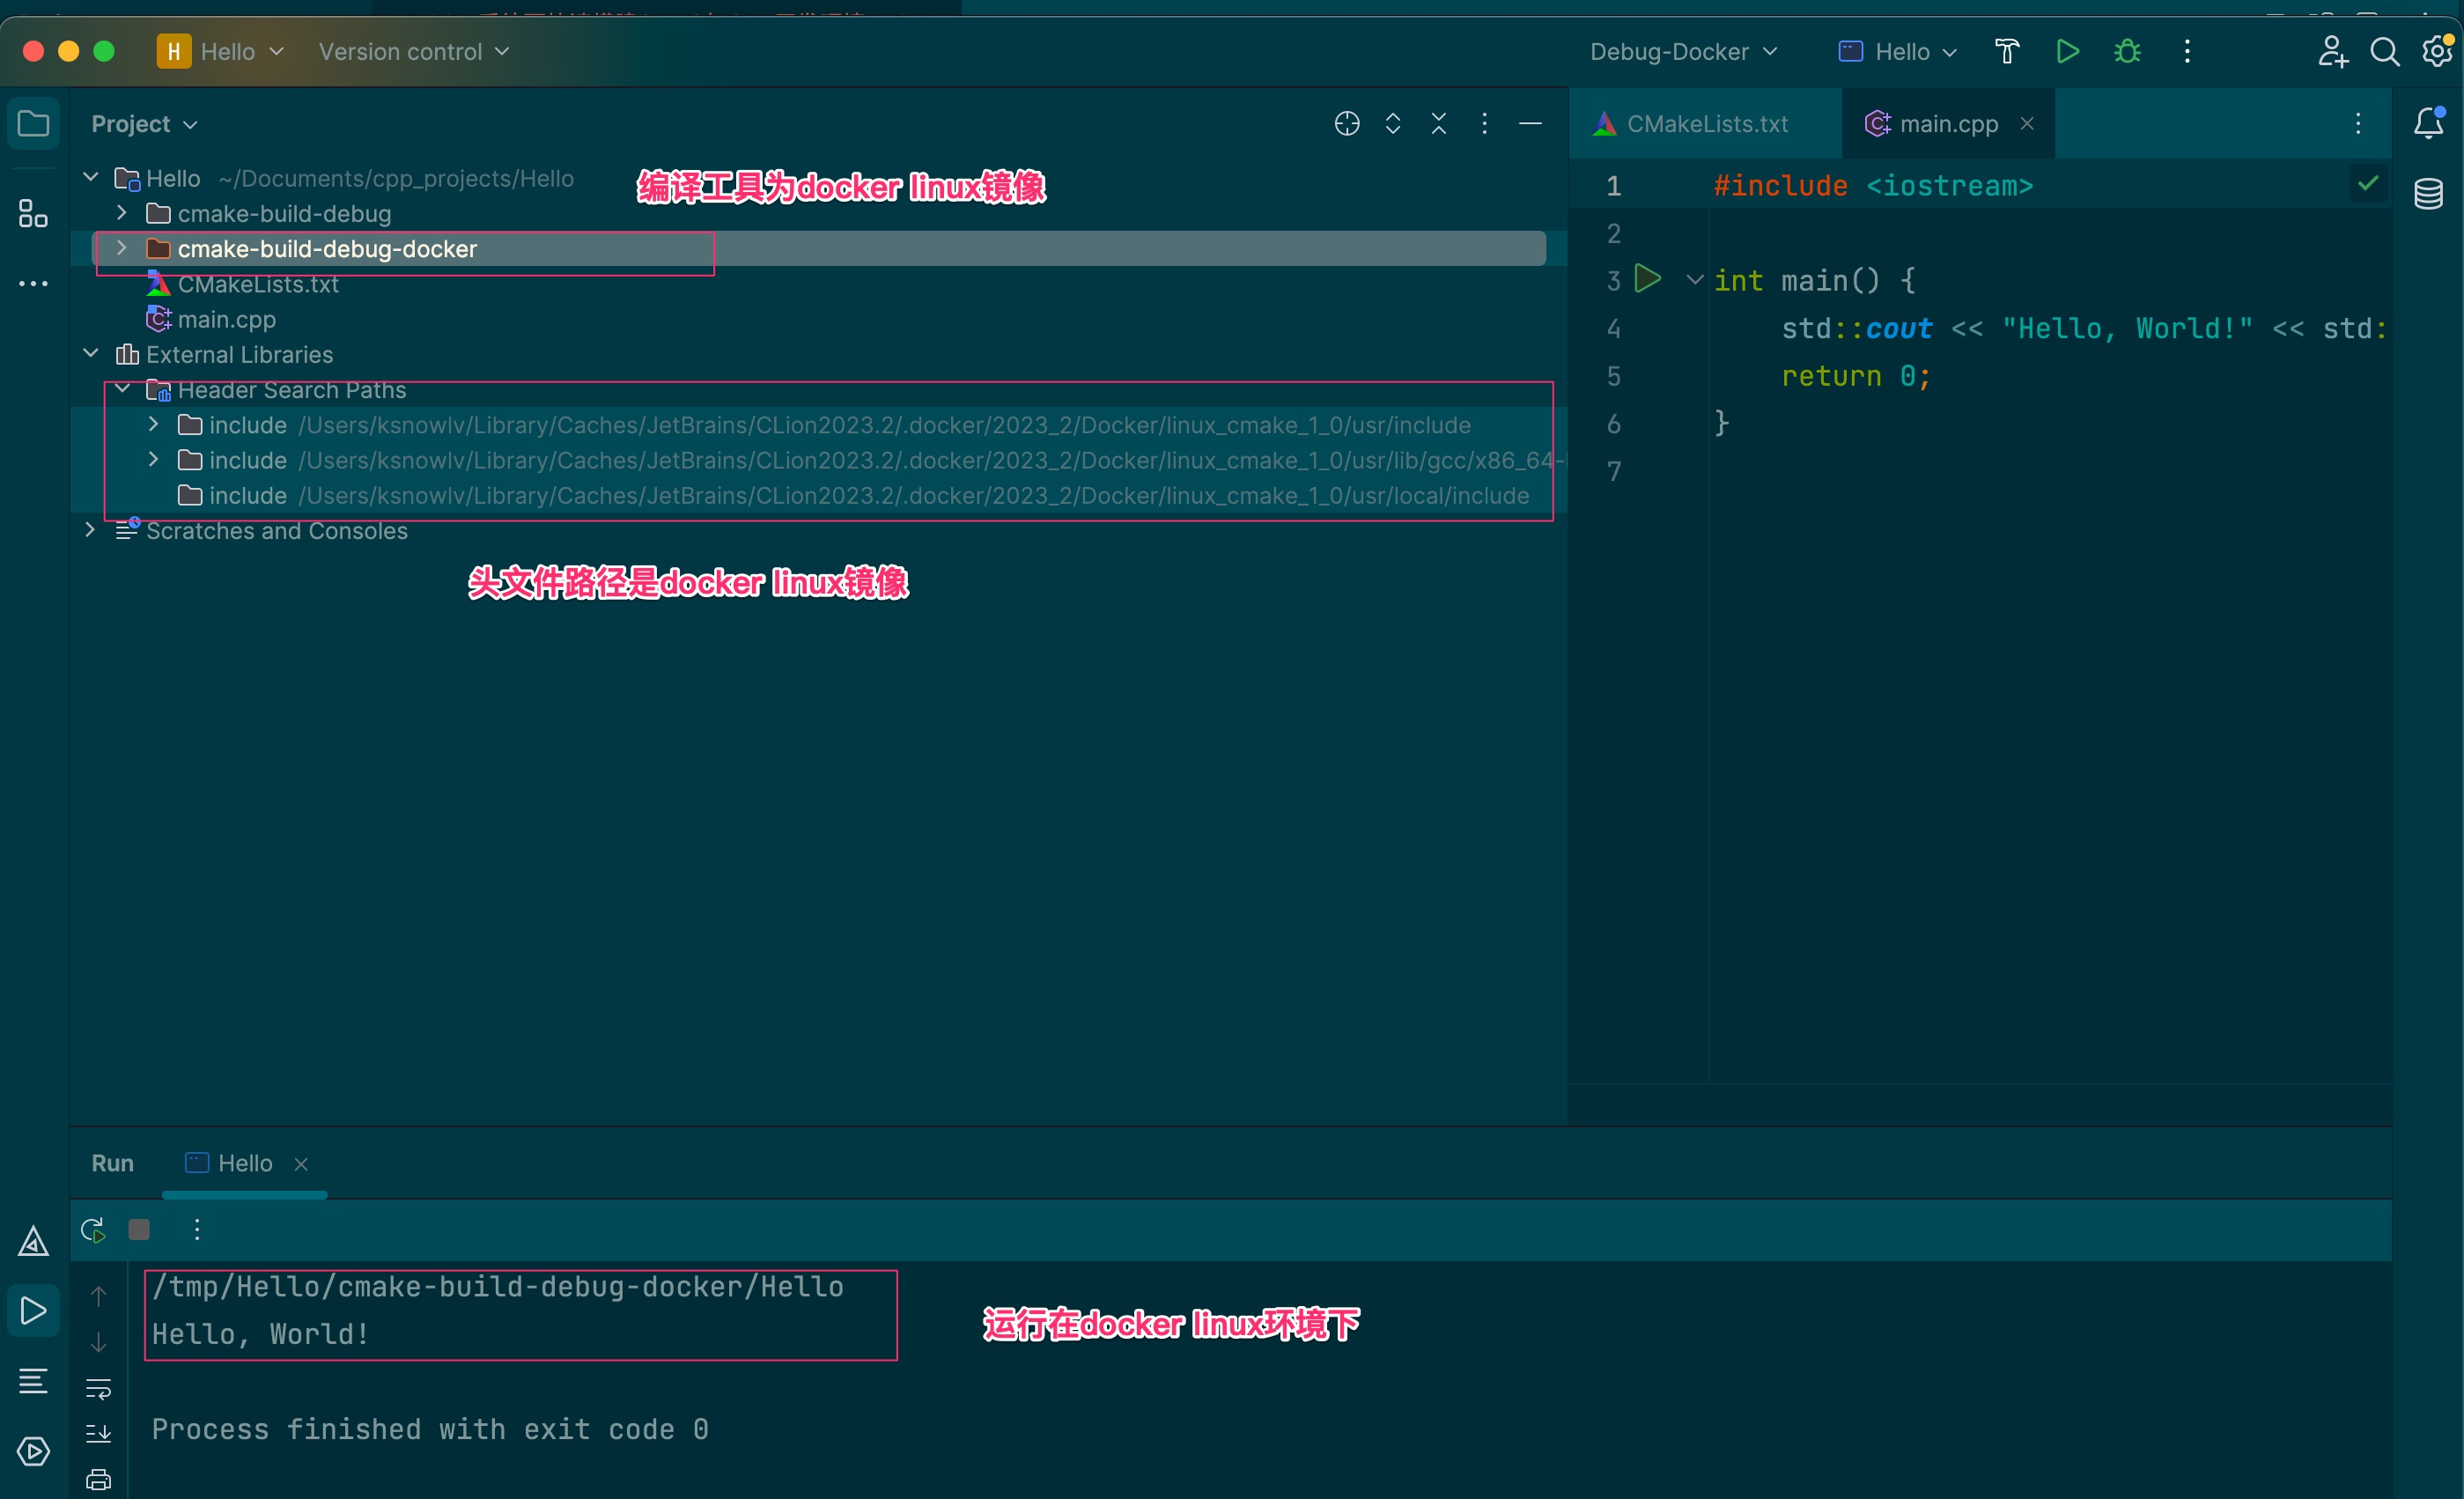 H Hello Version control Debug-Docker Hello
Project
CMakeLists.txt main.cpp
Hello ~/Documents/cpp_projects/Hello
编译工具为docker linux镜像
cmake-build-debug
cmake-build-debug-docker
CMakeLists.txt
main.cpp
External Libraries
Header Search Paths
include /Users/ksnowlv/Library/Caches/JetBrains/CLion2023.2/.docker/2023_2/Docker/linux_cmake_1_0/usr/include
include /Users/ksnowlv/Library/Caches/JetBrains/CLion2023.2/.docker/2023_2/Docker/linux_cmake_1_0/usr/lib/gcc/x86_64-
include /Users/ksnowlv/Library/Caches/JetBrains/CLion2023.2/.docker/2023_2/Docker/linux_cmake_1_0/usr/local/include
Scratches and Consoles
头文件路径是docker linux镜像
1 #include <iostream>
2
3 int main() {
4 std::cout << "Hello, World!" << std:
5 return 0;
6 }
7
Run Hello
/tmp/Hello/cmake-build-debug-docker/Hello
Hello, World!
运行在docker linux环境下
Process finished with exit code 0